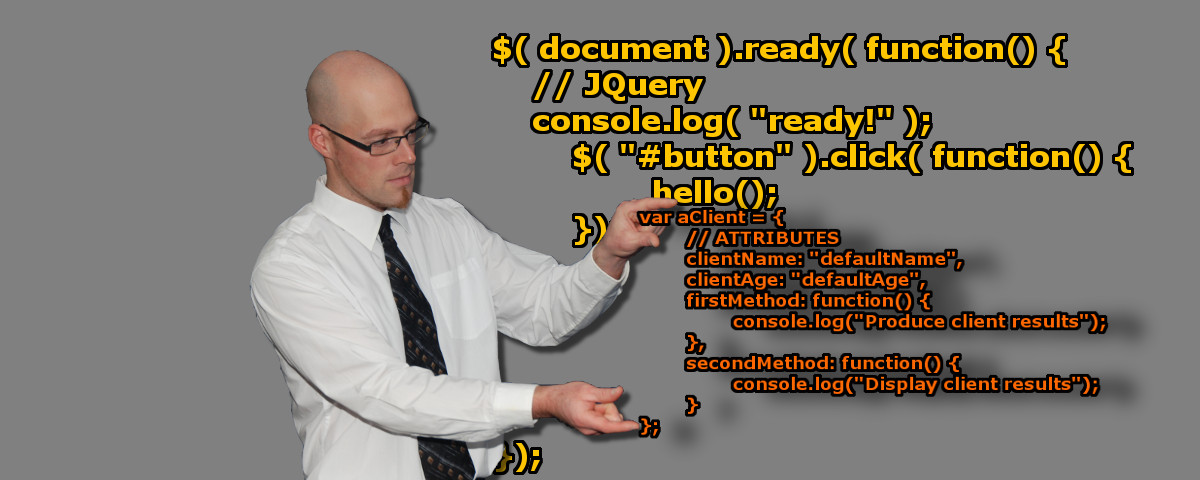 $( document ).ready( function() {
// JQuery
console.log( "ready!" );
$( "#button" ).click( function() {
hello();
})
var aClient = {
// ATTRIBUTES
clientName: "defaultName",
clientAge: "defaultAge",
firstMethod: function() {
console.log("Produce client results");
},
secondMethod: function() {
console.log("Display client results");
}
};
});